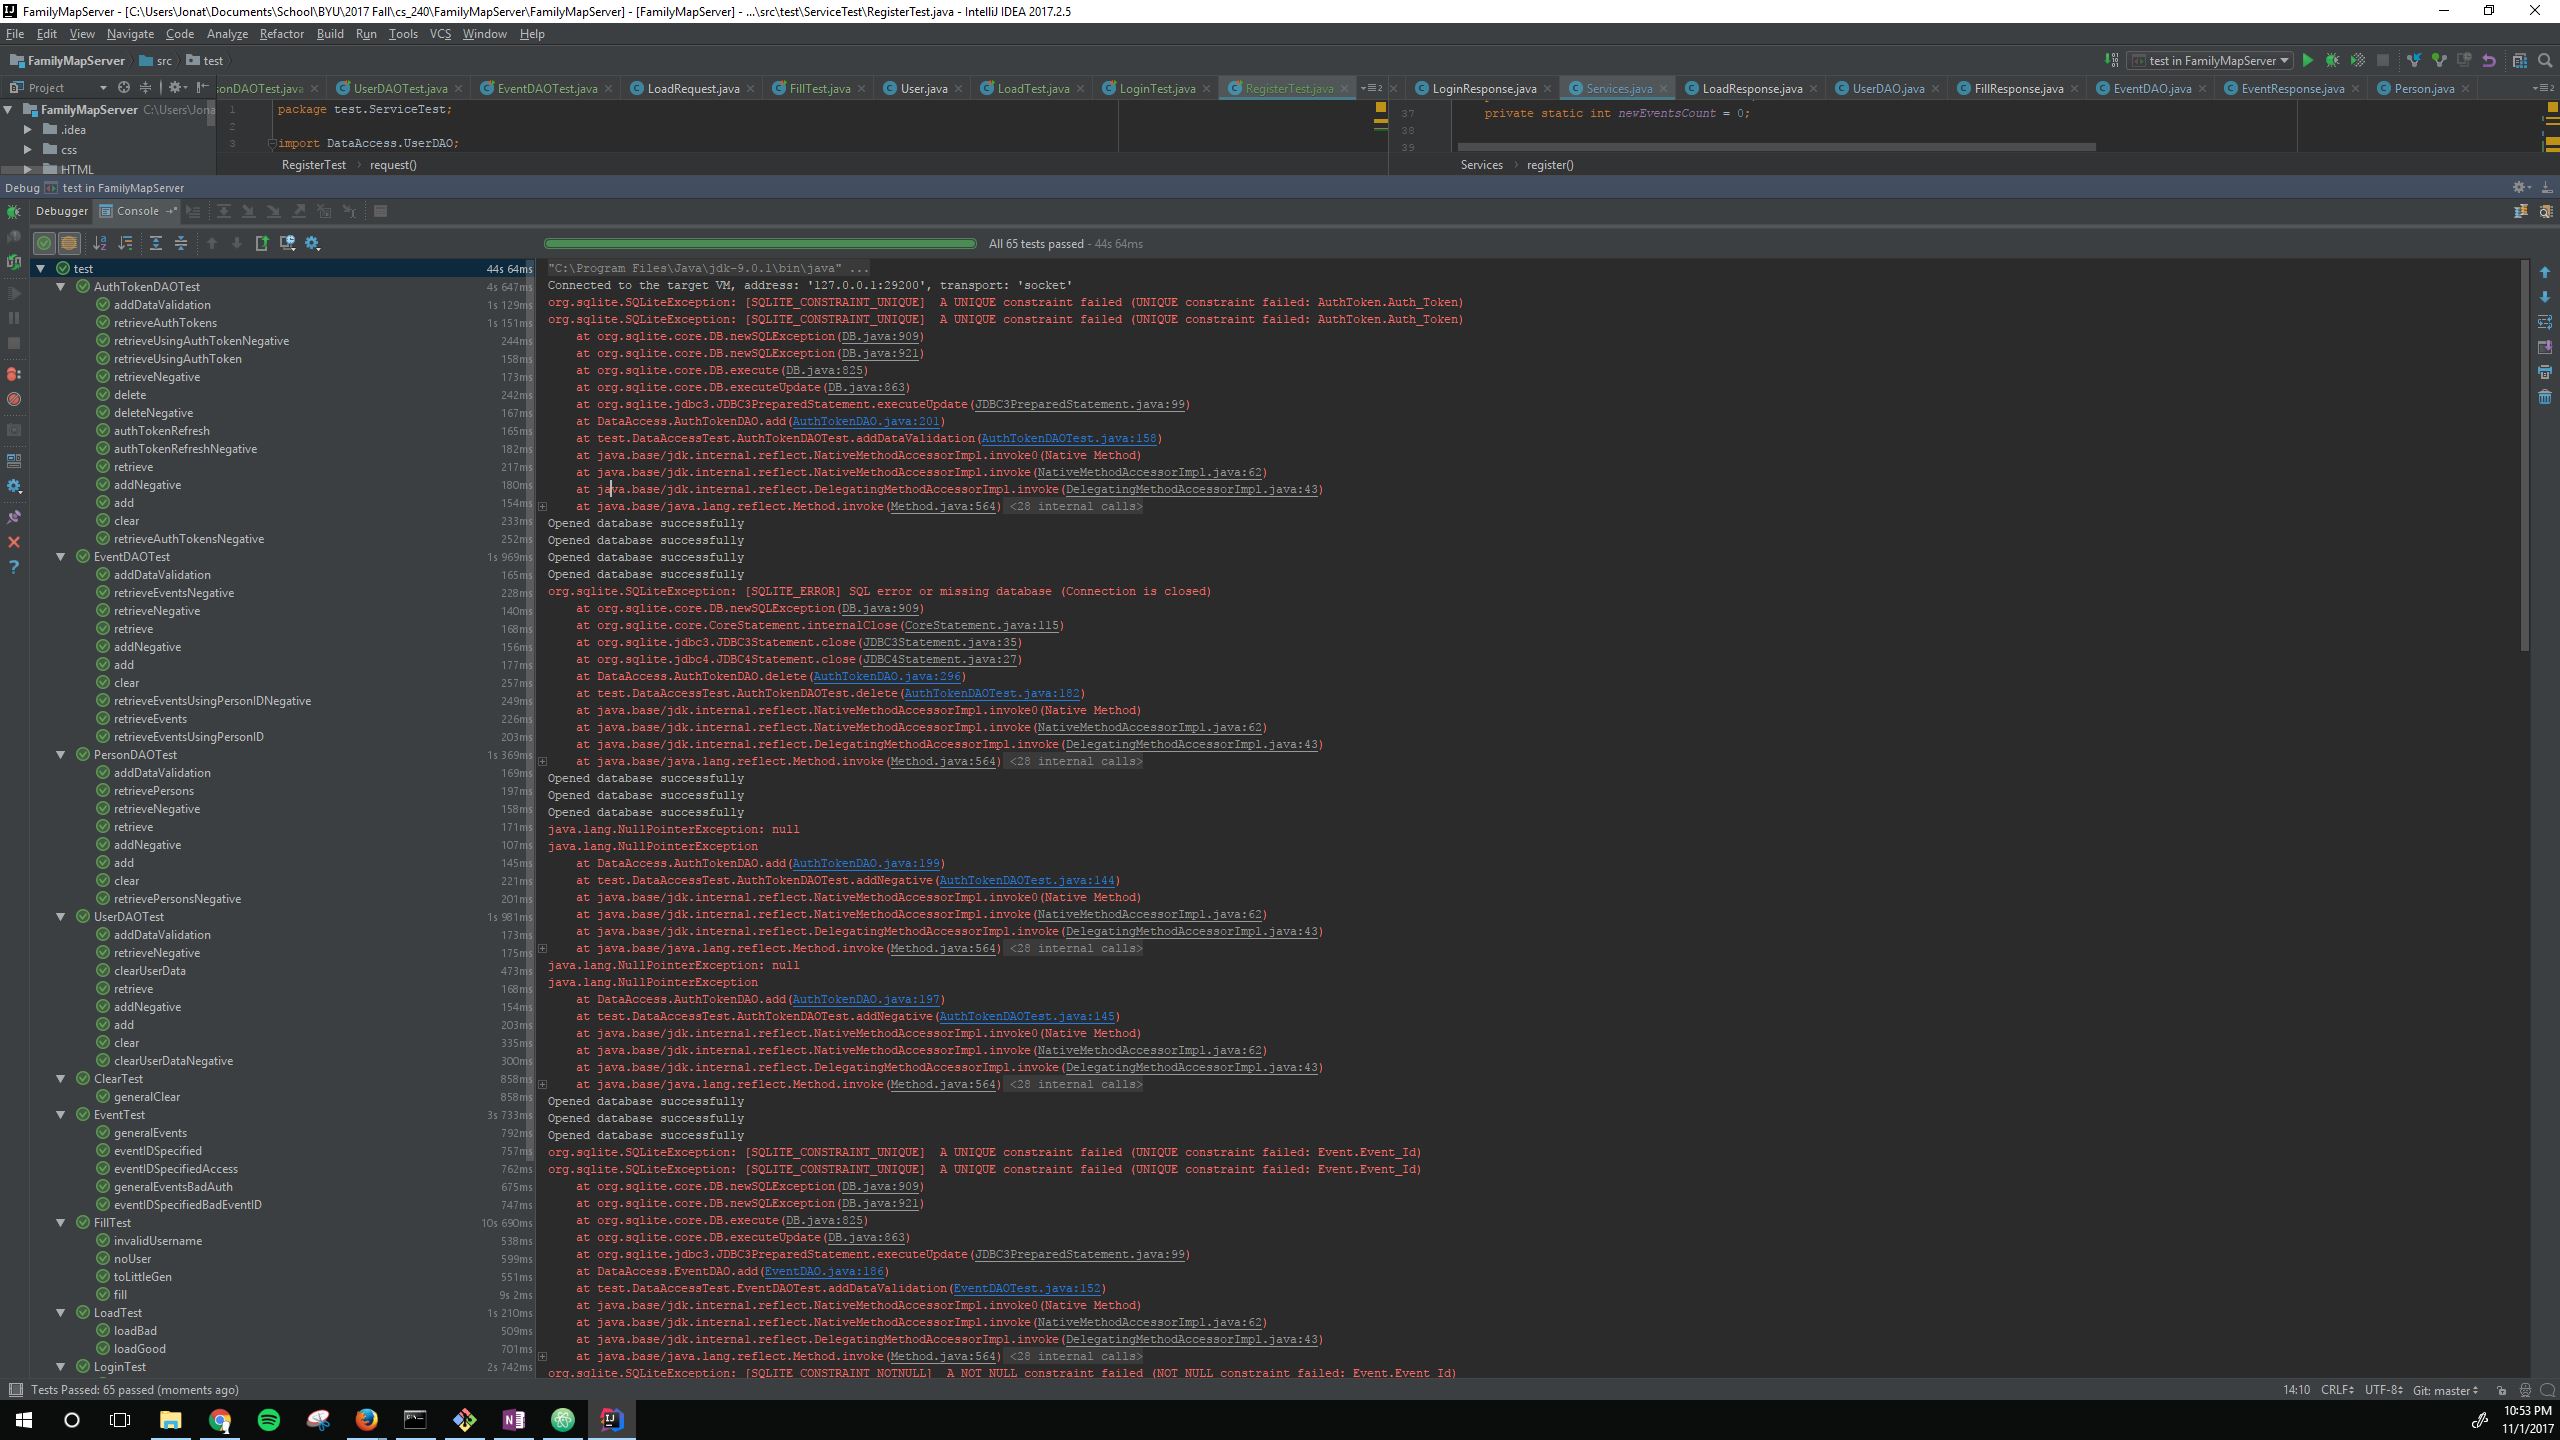 FamilyMapServer - [C:\Users\Jonat\Documents\School\BYU\2017 Fall\cs_240\FamilyMapServer\FamilyMapServer] - [FamilyMapServer] - ...\src\test\ServiceTest\RegisterTest.java - IntelliJ IDEA 2017.2.5
File Edit View Navigate Code Analyze Refactor Build Run Tools VCS Window Help
FamilyMapServer src test
test in FamilyMapServer
Project
sonDAOTest.java UserDAOTest.java EventDAOTest.java LoadRequest.java FillTest.java User.java LoadTest.java LoginTest.java RegisterTest.java
LoginResponse.java Services.java LoadResponse.java UserDAO.java FillResponse.java EventDAO.java EventResponse.java Person.java
FamilyMapServer C:\Users\Jona
.idea
css
HTML
1 package test.ServiceTest;
2
3 import DataAccess.UserDAO;
RegisterTest request()
37 private static int newEventsCount = 0;
38
39
Services register()
Debug test in FamilyMapServer
Debugger Console
All 65 tests passed - 44s 64ms
test 44s 64ms
AuthTokenDAOTest 4s 647ms
addDataValidation 1s 129ms
retrieveAuthTokens 1s 151ms
retrieveUsingAuthTokenNegative 244ms
retrieveUsingAuthToken 158ms
retrieveNegative 173ms
delete 242ms
deleteNegative 167ms
authTokenRefresh 165ms
authTokenRefreshNegative 182ms
retrieve 217ms
addNegative 180ms
add 154ms
clear 233ms
retrieveAuthTokensNegative 252ms
EventDAOTest 1s 969ms
addDataValidation 165ms
retrieveEventsNegative 228ms
retrieveNegative 140ms
retrieve 168ms
addNegative 156ms
add 177ms
clear 257ms
retrieveEventsUsingPersonIDNegative 249ms
retrieveEvents 226ms
retrieveEventsUsingPersonID 203ms
PersonDAOTest 1s 369ms
addDataValidation 169ms
retrievePersons 197ms
retrieveNegative 158ms
retrieve 171ms
addNegative 107ms
add 145ms
clear 221ms
retrievePersonsNegative 201ms
UserDAOTest 1s 981ms
addDataValidation 173ms
retrieveNegative 175ms
clearUserData 473ms
retrieve 168ms
addNegative 154ms
add 203ms
clear 335ms
clearUserDataNegative 300ms
ClearTest 858ms
generalClear 858ms
EventTest 3s 733ms
generalEvents 792ms
eventIDSpecified 757ms
eventIDSpecifiedAccess 762ms
generalEventsBadAuth 675ms
eventIDSpecifiedBadEventID 747ms
FillTest 10s 690ms
invalidUsername 538ms
noUser 599ms
toLittleGen 551ms
fill 9s 2ms
LoadTest 1s 210ms
loadBad 509ms
loadGood 701ms
LoginTest 2s 742ms
"C:\Program Files\Java\jdk-9.0.1\bin\java" ...
Connected to the target VM, address: '127.0.0.1:29200', transport: 'socket'
org.sqlite.SQLiteException: [SQLITE_CONSTRAINT_UNIQUE]  A UNIQUE constraint failed (UNIQUE constraint failed: AuthToken.Auth_Token)
org.sqlite.SQLiteException: [SQLITE_CONSTRAINT_UNIQUE]  A UNIQUE constraint failed (UNIQUE constraint failed: AuthToken.Auth_Token)
at org.sqlite.core.DB.newSQLException(DB.java:909)
at org.sqlite.core.DB.newSQLException(DB.java:921)
at org.sqlite.core.DB.execute(DB.java:825)
at org.sqlite.core.DB.executeUpdate(DB.java:863)
at org.sqlite.jdbc3.JDBC3PreparedStatement.executeUpdate(JDBC3PreparedStatement.java:99)
at DataAccess.AuthTokenDAO.add(AuthTokenDAO.java:201)
at test.DataAccessTest.AuthTokenDAOTest.addDataValidation(AuthTokenDAOTest.java:158)
at java.base/jdk.internal.reflect.NativeMethodAccessorImpl.invoke0(Native Method)
at java.base/jdk.internal.reflect.NativeMethodAccessorImpl.invoke(NativeMethodAccessorImpl.java:62)
at java.base/jdk.internal.reflect.DelegatingMethodAccessorImpl.invoke(DelegatingMethodAccessorImpl.java:43)
at java.base/java.lang.reflect.Method.invoke(Method.java:564) <28 internal calls>
Opened database successfully
Opened database successfully
Opened database successfully
Opened database successfully
org.sqlite.SQLiteException: [SQLITE_ERROR] SQL error or missing database (Connection is closed)
at org.sqlite.core.DB.newSQLException(DB.java:909)
at org.sqlite.core.CoreStatement.internalClose(CoreStatement.java:115)
at org.sqlite.jdbc3.JDBC3Statement.close(JDBC3Statement.java:35)
at org.sqlite.jdbc4.JDBC4Statement.close(JDBC4Statement.java:27)
at DataAccess.AuthTokenDAO.delete(AuthTokenDAO.java:296)
at test.DataAccessTest.AuthTokenDAOTest.delete(AuthTokenDAOTest.java:182)
at java.base/jdk.internal.reflect.NativeMethodAccessorImpl.invoke0(Native Method)
at java.base/jdk.internal.reflect.NativeMethodAccessorImpl.invoke(NativeMethodAccessorImpl.java:62)
at java.base/jdk.internal.reflect.DelegatingMethodAccessorImpl.invoke(DelegatingMethodAccessorImpl.java:43)
at java.base/java.lang.reflect.Method.invoke(Method.java:564) <28 internal calls>
Opened database successfully
Opened database successfully
Opened database successfully
java.lang.NullPointerException: null
java.lang.NullPointerException
at DataAccess.AuthTokenDAO.add(AuthTokenDAO.java:199)
at test.DataAccessTest.AuthTokenDAOTest.addNegative(AuthTokenDAOTest.java:144)
at java.base/jdk.internal.reflect.NativeMethodAccessorImpl.invoke0(Native Method)
at java.base/jdk.internal.reflect.NativeMethodAccessorImpl.invoke(NativeMethodAccessorImpl.java:62)
at java.base/jdk.internal.reflect.DelegatingMethodAccessorImpl.invoke(DelegatingMethodAccessorImpl.java:43)
at java.base/java.lang.reflect.Method.invoke(Method.java:564) <28 internal calls>
java.lang.NullPointerException: null
java.lang.NullPointerException
at DataAccess.AuthTokenDAO.add(AuthTokenDAO.java:197)
at test.DataAccessTest.AuthTokenDAOTest.addNegative(AuthTokenDAOTest.java:145)
at java.base/jdk.internal.reflect.NativeMethodAccessorImpl.invoke0(Native Method)
at java.base/jdk.internal.reflect.NativeMethodAccessorImpl.invoke(NativeMethodAccessorImpl.java:62)
at java.base/jdk.internal.reflect.DelegatingMethodAccessorImpl.invoke(DelegatingMethodAccessorImpl.java:43)
at java.base/java.lang.reflect.Method.invoke(Method.java:564) <28 internal calls>
Opened database successfully
Opened database successfully
Opened database successfully
org.sqlite.SQLiteException: [SQLITE_CONSTRAINT_UNIQUE]  A UNIQUE constraint failed (UNIQUE constraint failed: Event.Event_Id)
org.sqlite.SQLiteException: [SQLITE_CONSTRAINT_UNIQUE]  A UNIQUE constraint failed (UNIQUE constraint failed: Event.Event_Id)
at org.sqlite.core.DB.newSQLException(DB.java:909)
at org.sqlite.core.DB.newSQLException(DB.java:921)
at org.sqlite.core.DB.execute(DB.java:825)
at org.sqlite.core.DB.executeUpdate(DB.java:863)
at org.sqlite.jdbc3.JDBC3PreparedStatement.executeUpdate(JDBC3PreparedStatement.java:99)
at DataAccess.EventDAO.add(EventDAO.java:186)
at test.DataAccessTest.EventDAOTest.addDataValidation(EventDAOTest.java:152)
at java.base/jdk.internal.reflect.NativeMethodAccessorImpl.invoke0(Native Method)
at java.base/jdk.internal.reflect.NativeMethodAccessorImpl.invoke(NativeMethodAccessorImpl.java:62)
at java.base/jdk.internal.reflect.DelegatingMethodAccessorImpl.invoke(DelegatingMethodAccessorImpl.java:43)
at java.base/java.lang.reflect.Method.invoke(Method.java:564) <28 internal calls>
org.sqlite.SQLiteException: [SQLITE_CONSTRAINT_NOTNULL]  A NOT NULL constraint failed (NOT NULL constraint failed: Event.Event_Id)
Tests Passed: 65 passed (moments ago)
14:10 CRLF UTF-8 Git: master
10:53 PM
11/1/2017